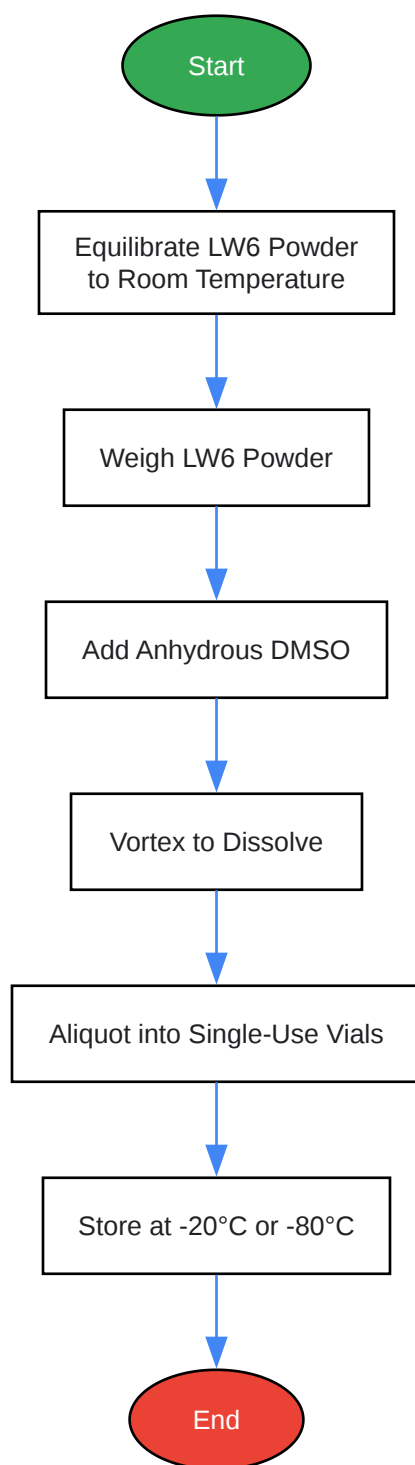 Start
Equilibrate LW6 Powder
to Room Temperature
Weigh LW6 Powder
Add Anhydrous DMSO
Vortex to Dissolve
Aliquot into Single-Use Vials
Store at -20°C or -80°C
End